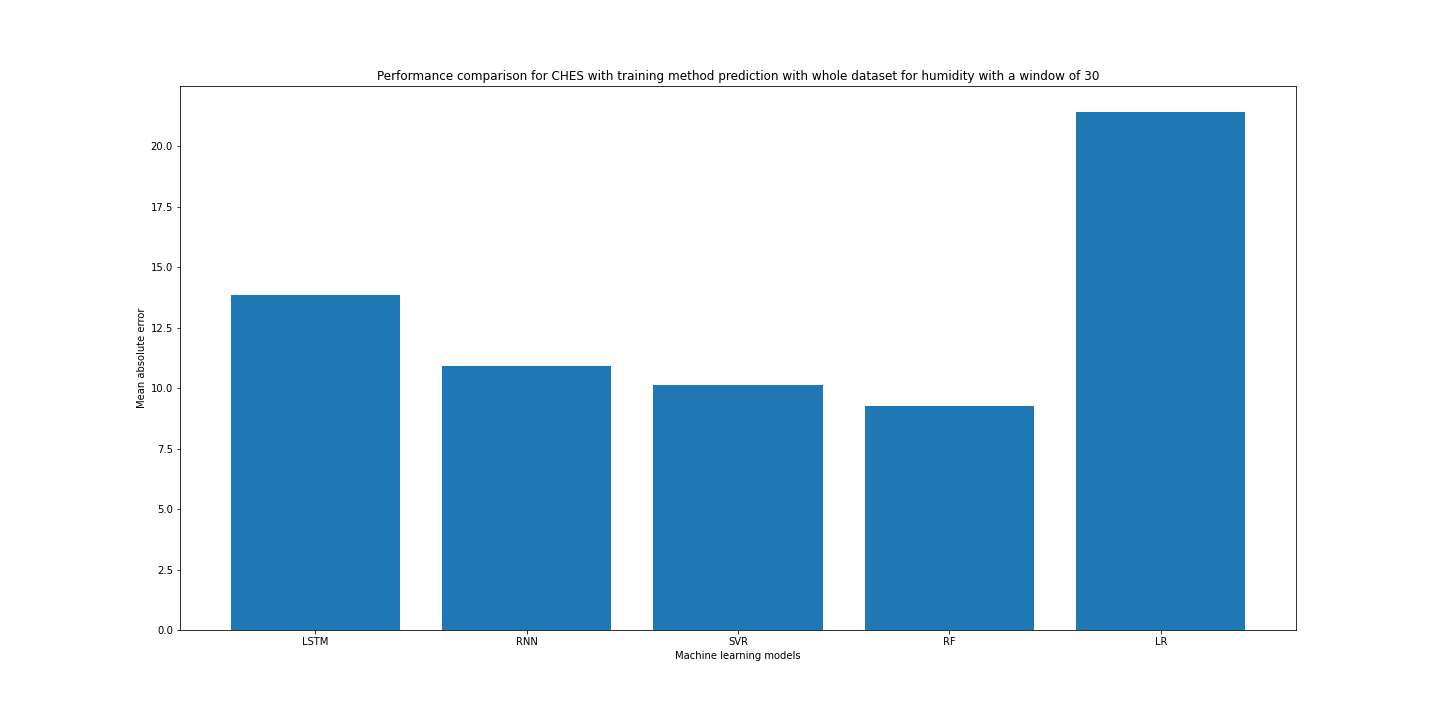 Performance comparison for CHES with training method prediction with whole dataset for humidity with a window of 30
20.0
17.5
15.0
12.5
10.0
7.5
5.0
2.5
0.0
Mean absolute error
LSTM RNN SVR RF LR
Machine learning models